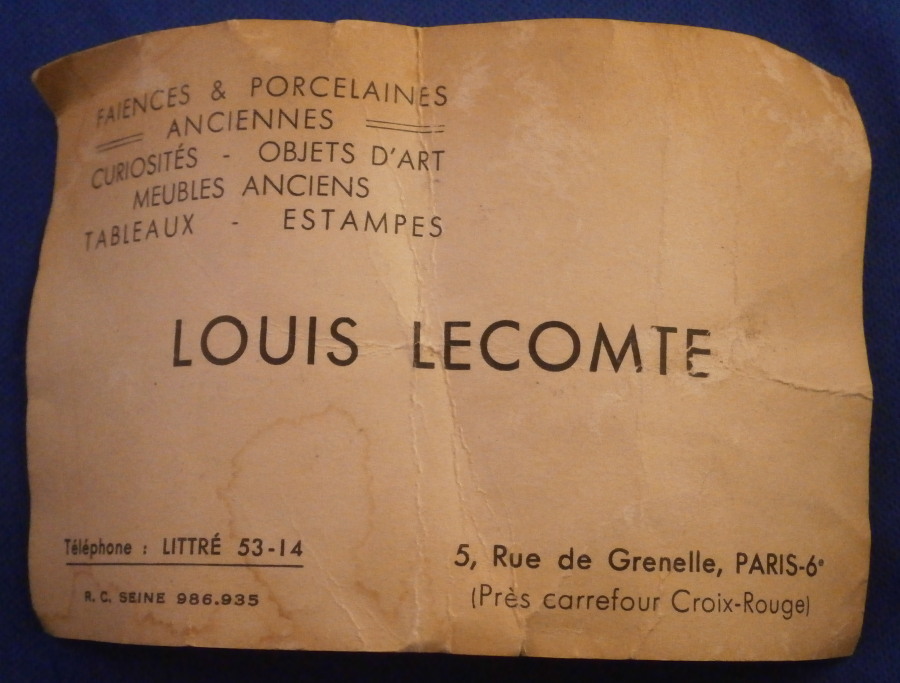 FAIENCES & PORCELAINES
ANCIENNES
CURIOSITÉS - OBJETS D'ART
MEUBLES ANCIENS
TABLEAUX - ESTAMPES
LOUIS LECOMTE
Téléphone : LITTRÉ 53-14
R. C. SEINE 986.935
5, Rue de Grenelle, PARIS-6e
(Près carrefour Croix-Rouge)